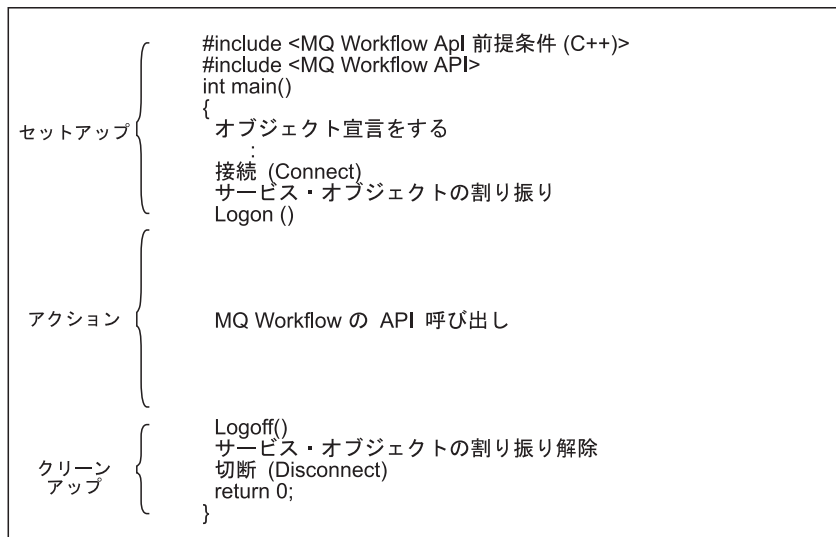 #include <MQ Workflow ApI 前提条件 (C++)>
#include <MQ Workflow API>
int main()
{
セットアップ
オブジェクト宣言をする
:
接続 (Connect)
サービス・オブジェクトの割り振り
Logon ()
アクション
MQ Workflow の API 呼び出し
Logoff()
サービス・オブジェクトの割り振り解除
クリーン
アップ
切断 (Disconnect)
return 0;
}